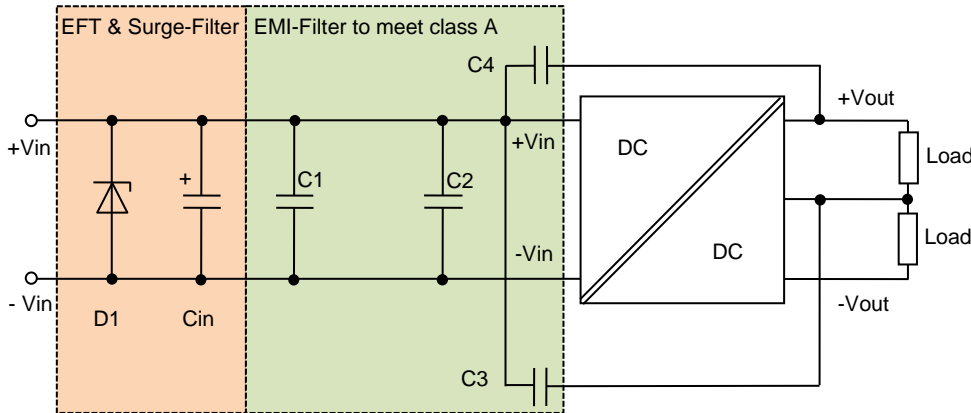 EFT & Surge-Filter
EMI-Filter to meet class A
C4
+Vin
+Vin
+Vout
DC
Load
+
C1
C2
-Vin
DC
Load
- Vin
D1
Cin
-Vout
C3